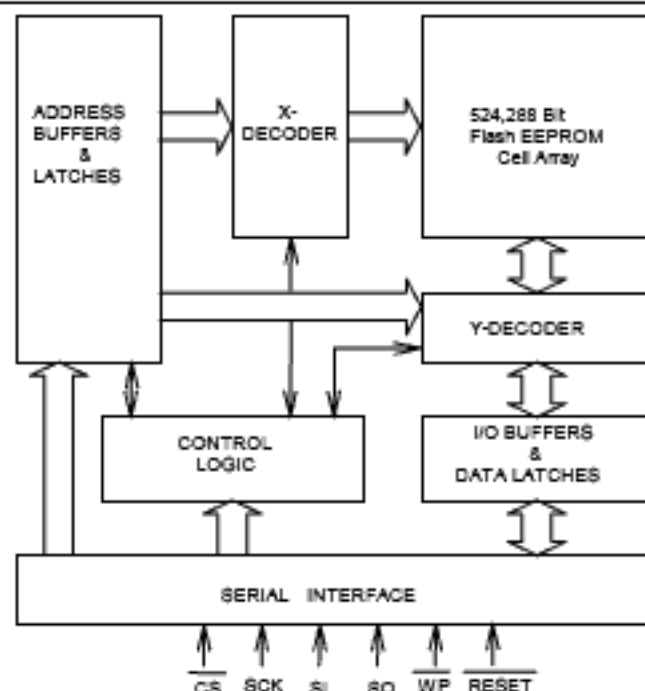 ADDRESS
BUFFERS
&
LATCHES
X-
DECODER
524,288 Bit
Flash EEPROM
Cell Array
Y-DECODER
CONTROL
LOGIC
I/O BUFFERS
&
DATA LATCHES
SERIAL INTERFACE
CS SCK SI SO WP RESET